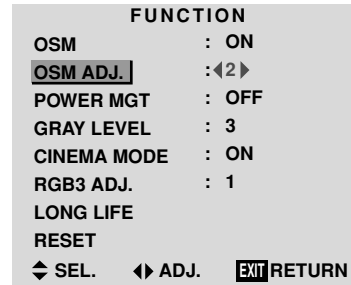 FUNCTION
OSM : ON
OSM ADJ. : 2
POWER MGT : OFF
GRAY LEVEL : 3
CINEMA MODE : ON
RGB3 ADJ. : 1
LONG LIFE
RESET
SEL. ADJ. EXIT RETURN